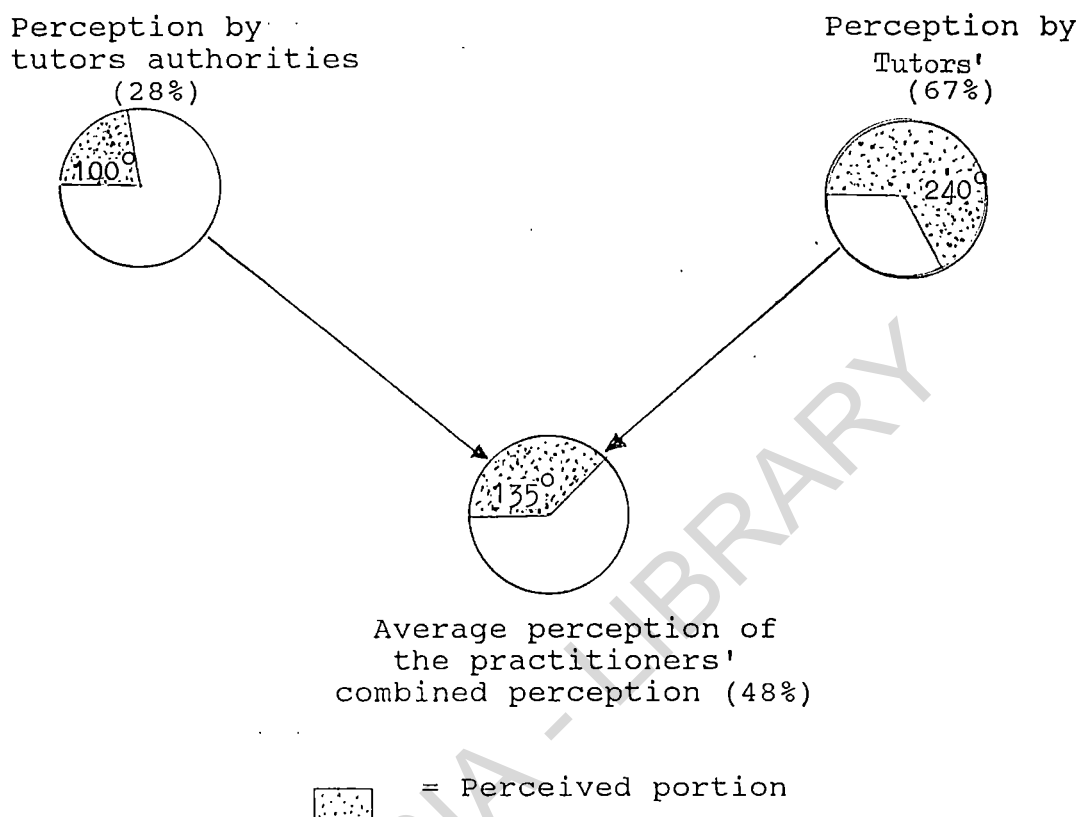 Perception by
tutors authorities
(28%)
100°
Perception by
Tutors'
(67%)
240°
135°
Average perception of
the practitioners'
combined perception (48%)
= Perceived portion
- LIBRARY